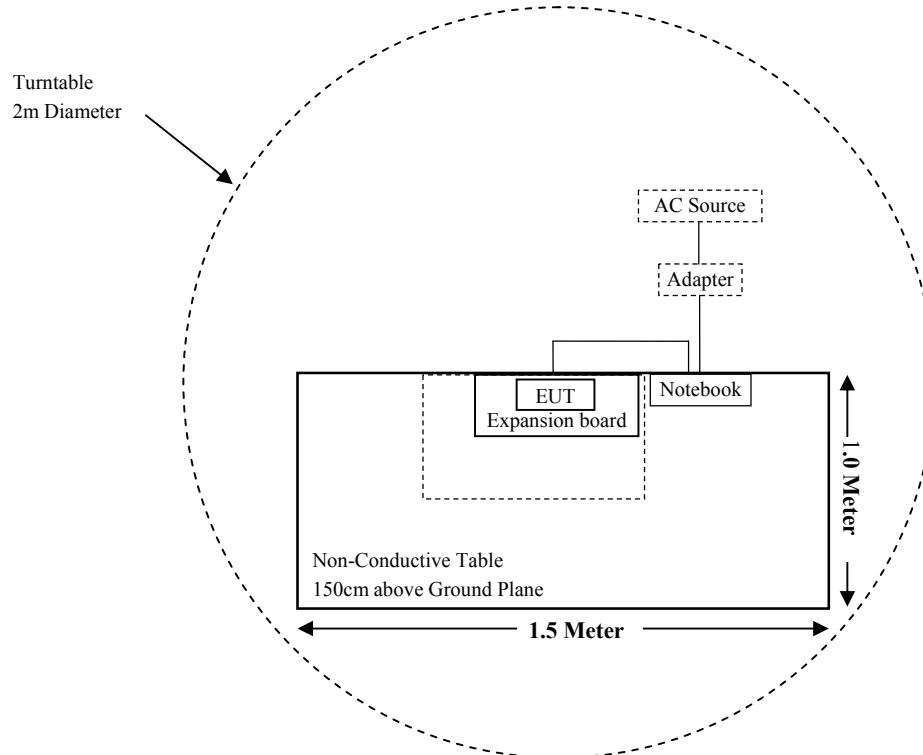 Turntable
2m Diameter
AC Source
Adapter
EUT
Expansion board
Notebook
1.0 Meter
Non-Conductive Table
150cm above Ground Plane
1.5 Meter